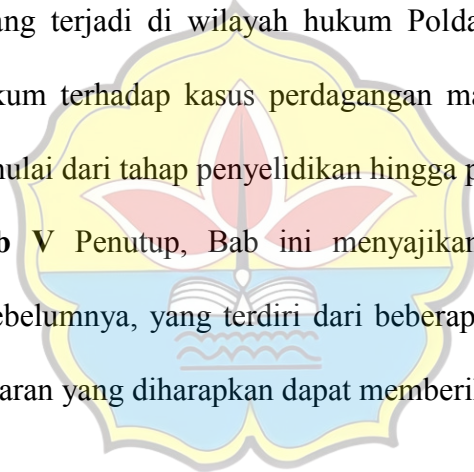 ang terjadi di wilayah hukum Polda
kum terhadap kasus perdagangan ma
nulai dari tahap penyelidikan hingga p
b V Penutup, Bab ini menyajikan
ebelumnya, yang terdiri dari beberap
aran yang diharapkan dapat memberi